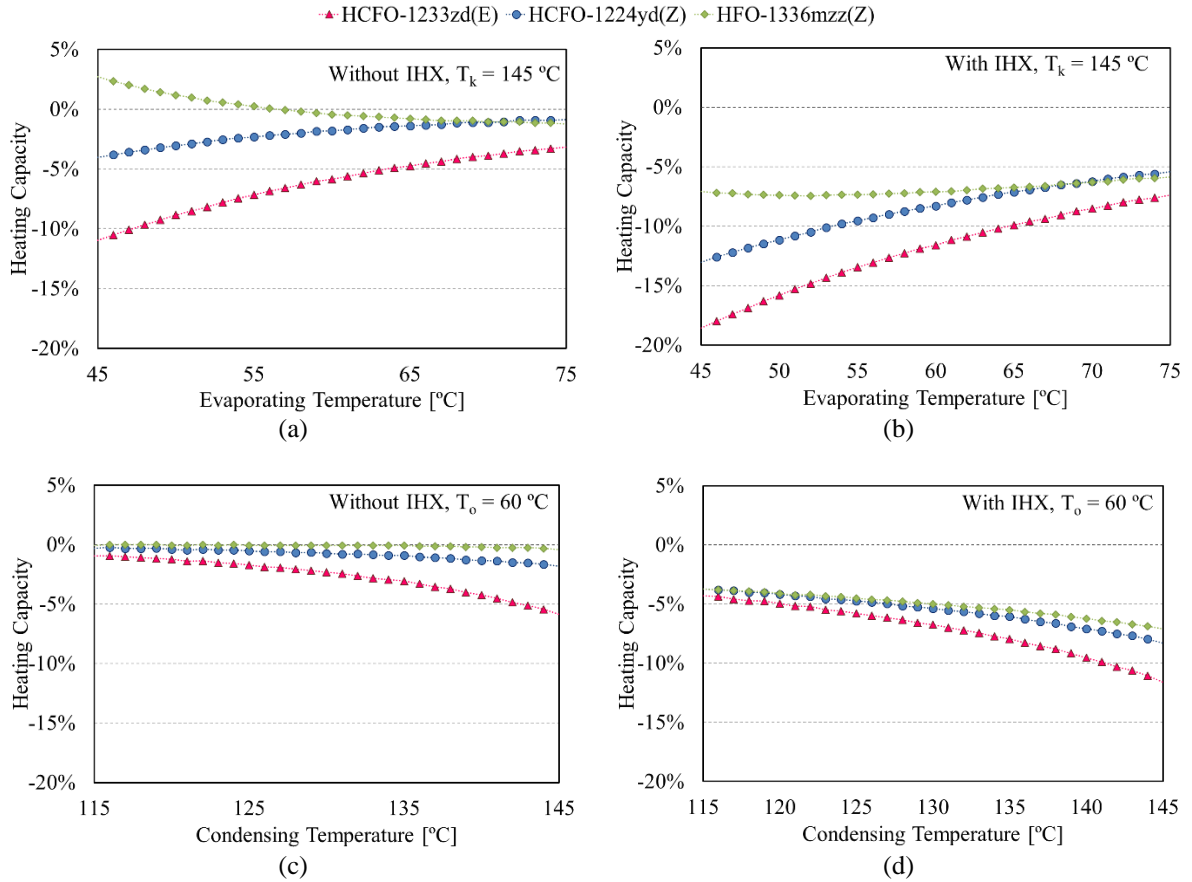 HCFO-1233zd(E) HCFO-1224yd(Z) HFO-1336mzz(Z)
5%
0%
-5%
-10%
-15%
-20%
Heating Capacity
Without IHX, Tk = 145 ºC
45 55 65 75
Evaporating Temperature [ºC]
(a)
5%
0%
-5%
-10%
-15%
-20%
Heating Capacity
With IHX, Tk = 145 ºC
45 50 55 60 65 70 75
Evaporating Temperature [ºC]
(b)
5%
0%
-5%
-10%
-15%
-20%
Heating Capacity
Without IHX, To = 60 ºC
115 125 135 145
Condensing Temperature [ºC]
(c)
5%
0%
-5%
-10%
-15%
-20%
Heating Capacity
With IHX, To = 60 ºC
115 120 125 130 135 140 145
Condensing Temperature [ºC]
(d)